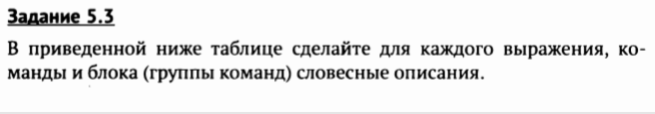 Задание 5.3
В приведенной ниже таблице сделайте для каждого выражения, ко-
манды и блока (группы команд) словесные описания.